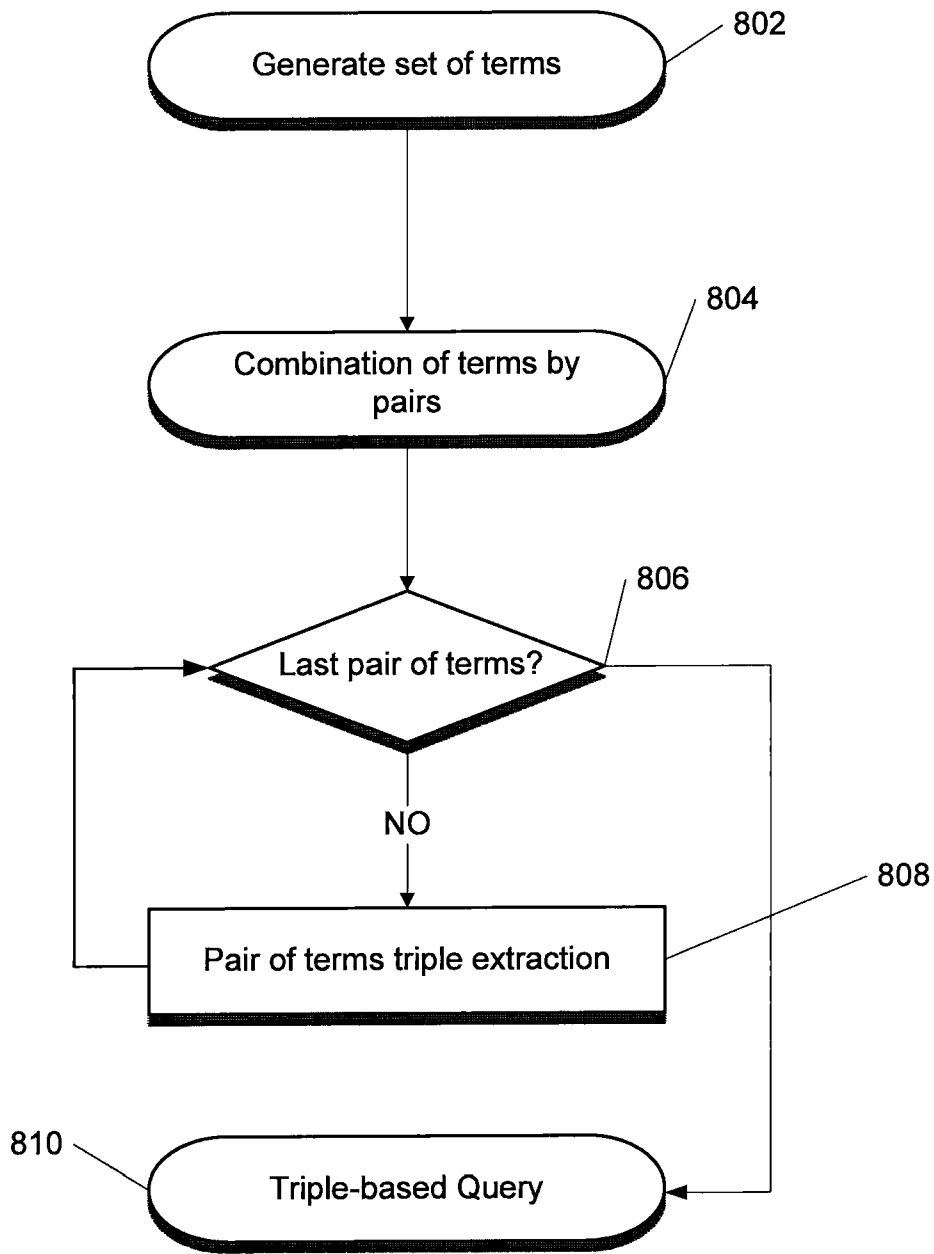 802
Generate set of terms
804
Combination of terms by
pairs
806
Last pair of terms?
NO
808
Pair of terms triple extraction
810
Triple-based Query